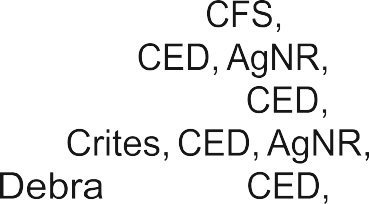 CFS,
CED, AgNR,
CED,
Crites, CED, AgNR,
Debra CED,